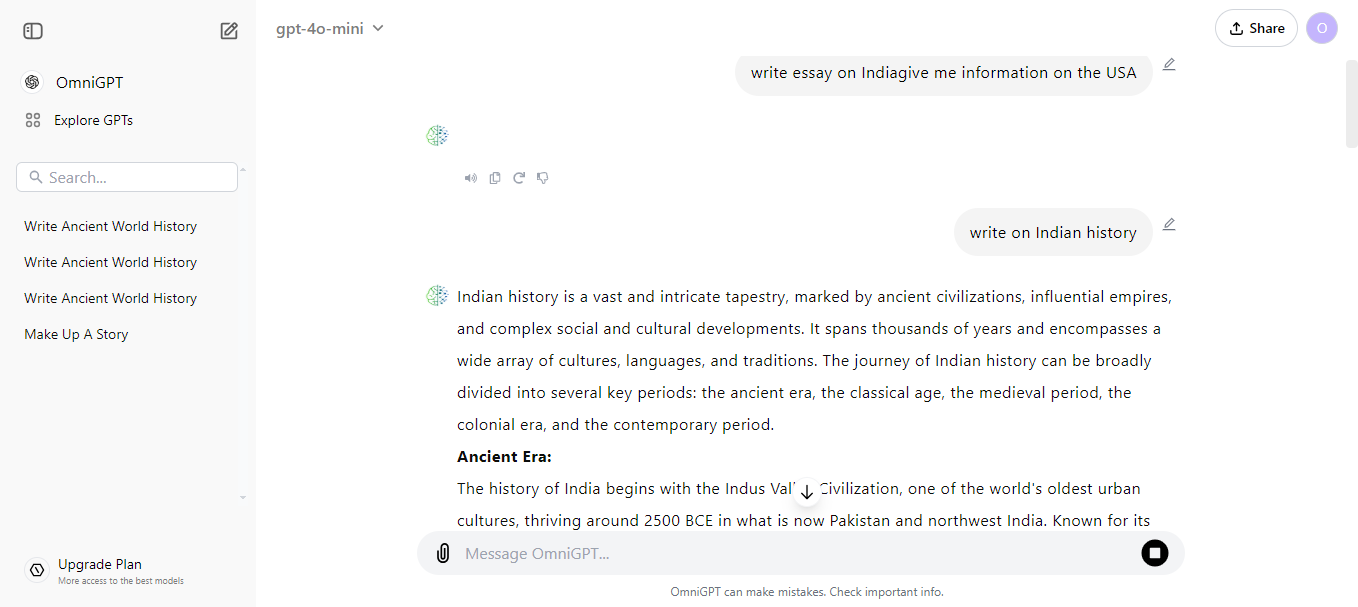 gpt-4o-mini
Share
O
OmniGPT
Explore GPTs
Search...
Write Ancient World History
Write Ancient World History
Write Ancient World History
Make Up A Story
Upgrade Plan
More access to the best models
write essay on Indiagive me information on the USA
write on Indian history
Indian history is a vast and intricate tapestry, marked by ancient civilizations, influential empires,
and complex social and cultural developments. It spans thousands of years and encompasses a
wide array of cultures, languages, and traditions. The journey of Indian history can be broadly
divided into several key periods: the ancient era, the classical age, the medieval period, the
colonial era, and the contemporary period.
Ancient Era:
The history of India begins with the Indus Civilization, one of the world's oldest urban
cultures, thriving around 2500 BCE in what is now Pakistan and northwest India. Known for its
Message OmniGPT...
OmniGPT can make mistakes. Check important info.